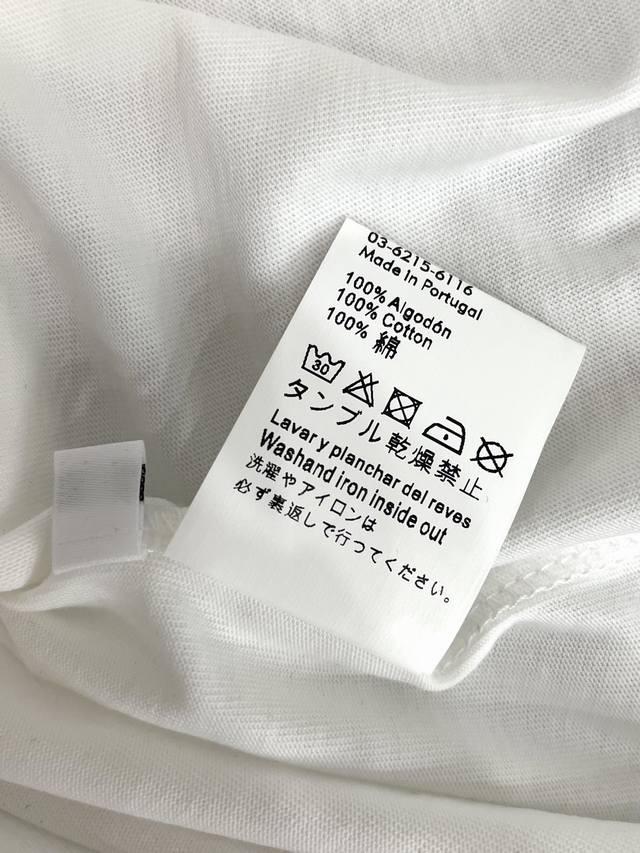 03-6215-6116
Made In Portugal
100% Algodón
100% Cotton
100% 綿
30
タンブル乾燥禁止
Lavar y planchar del reves
Washand iron inside out
洗濯やアイロンは
必ず裏返しで行ってください。